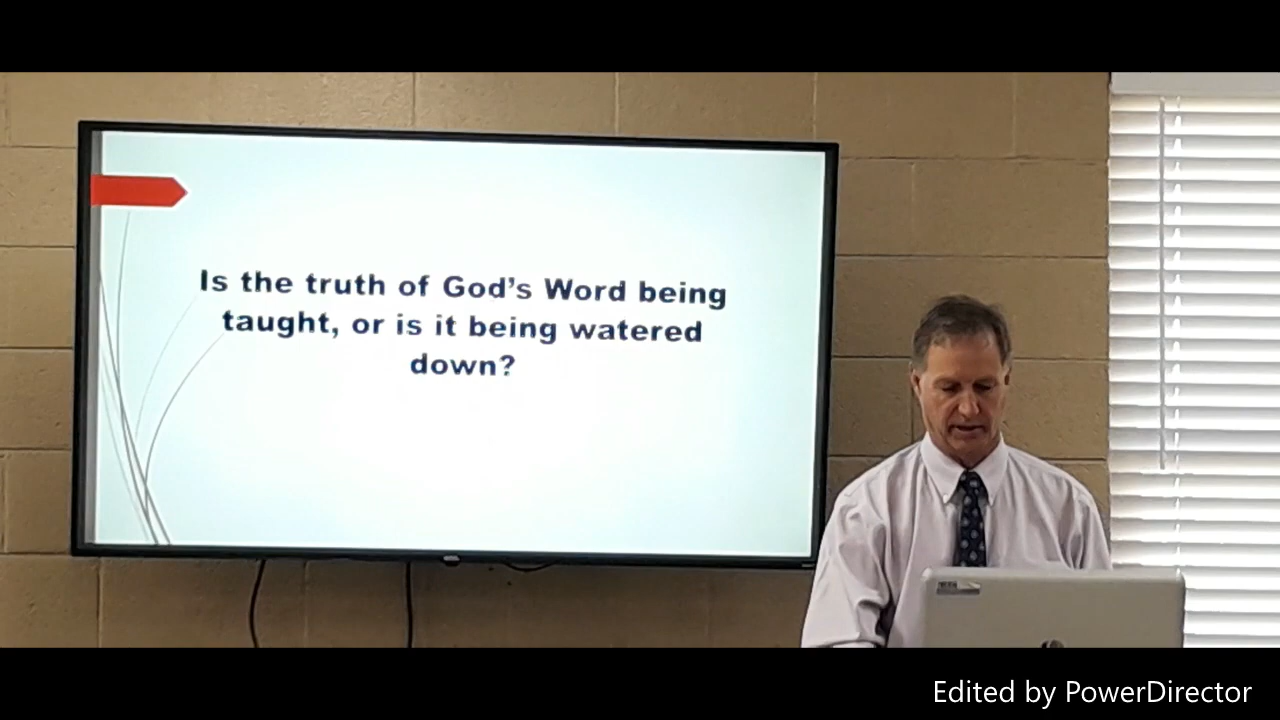 Is the truth of God's Word being
taught, or is it being watered
down?
Edited by PowerDirector